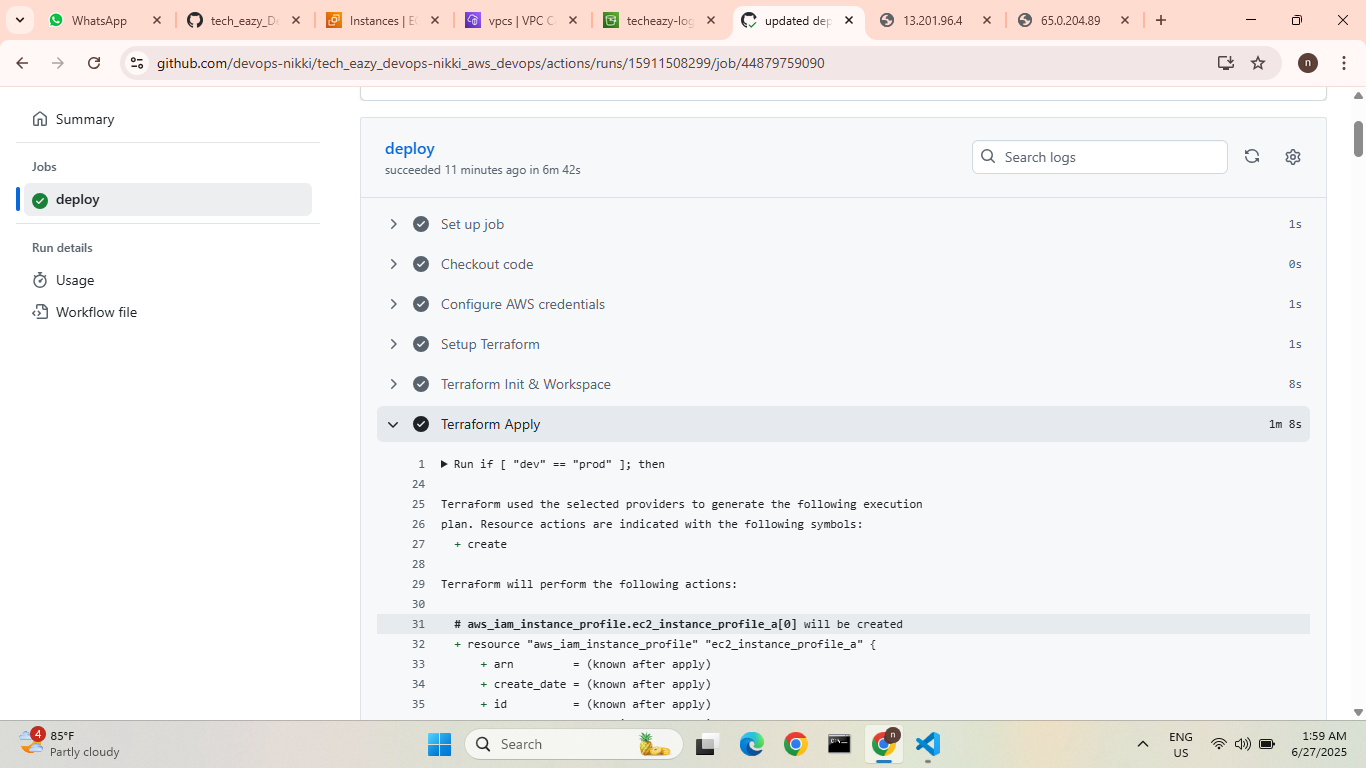 WhatsApp
tech_eazy_De
Instances | EC
vpcs | VPC C
techeazy-log
updated dep
13.201.96.4
65.0.204.89
github.com/devops-nikki/tech_eazy_devops-nikki_aws_devops/actions/runs/15911508299/job/44879759090
n
Summary
Jobs
deploy
Run details
Usage
Workflow file
deploy
succeeded 11 minutes ago in 6m 42s
Search logs
Set up job 1s
Checkout code 0s
Configure AWS credentials 1s
Setup Terraform 1s
Terraform Init & Workspace 8s
Terraform Apply 1m 8s
1 Run if [ "dev" == "prod" ]; then
24
25 Terraform used the selected providers to generate the following execution
26 plan. Resource actions are indicated with the following symbols:
27 + create
28
29 Terraform will perform the following actions:
30
31 # aws_iam_instance_profile.ec2_instance_profile_a[0] will be created
32 + resource "aws_iam_instance_profile" "ec2_instance_profile_a" {
33 + arn = (known after apply)
34 + create_date = (known after apply)
35 + id = (known after apply)
4
85°F
Partly cloudy
Search
n
ENG
US
1:59 AM
6/27/2025